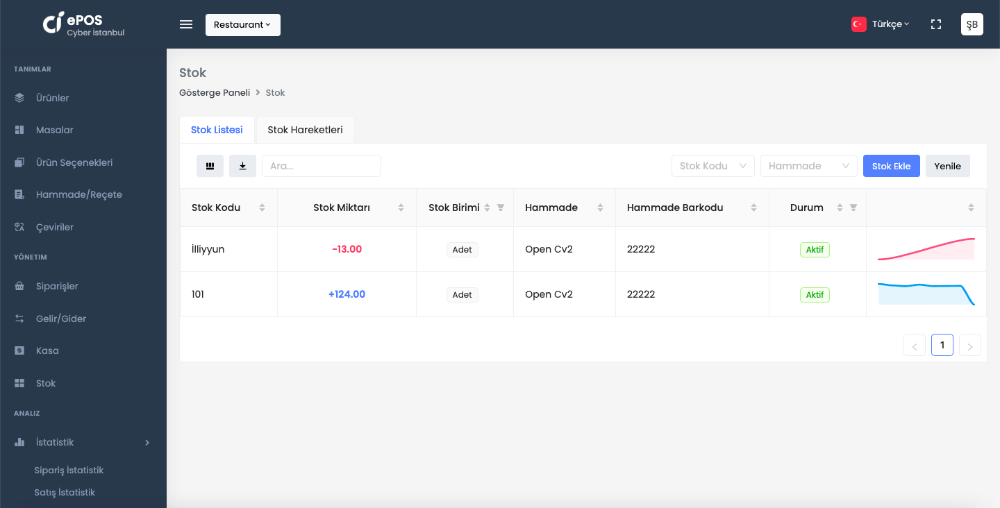 ePOS
Cyber İstanbul
Restaurant
Türkçe
ŞB
TANIMLAR
Ürünler
Masalar
Ürün Seçenekleri
Hammade/Reçete
Çeviriler
YÖNETIM
Siparişler
Gelir/Gider
Kasa
Stok
ANALIZ
İstatistik
Sipariş İstatistik
Satış İstatistik
Stok
Gösterge Paneli > Stok
Stok Listesi
Stok Hareketleri
Ara...
Stok Kodu
Hammade
Stok Ekle
Yenile
Stok Kodu Stok Miktarı Stok Birimi Hammade Hammade Barkodu Durum
İlliyyun -13.00 Adet Open Cv2 22222 Aktif
101 +124.00 Adet Open Cv2 22222 Aktif
< 1 >